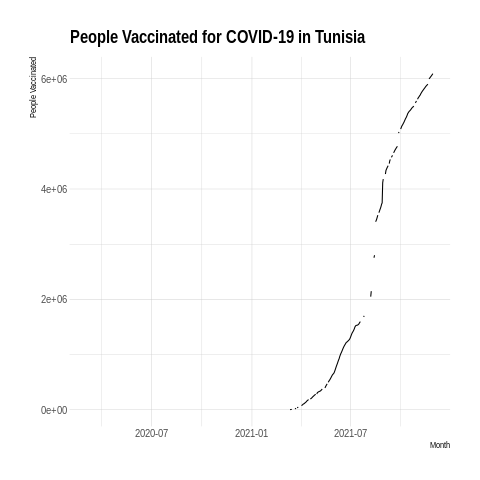 People Vaccinated for COVID-19 in Tunisia
People Vaccinated
6e+06
4e+06
2e+06
0e+00
2020-07
2021-01
2021-07
Month